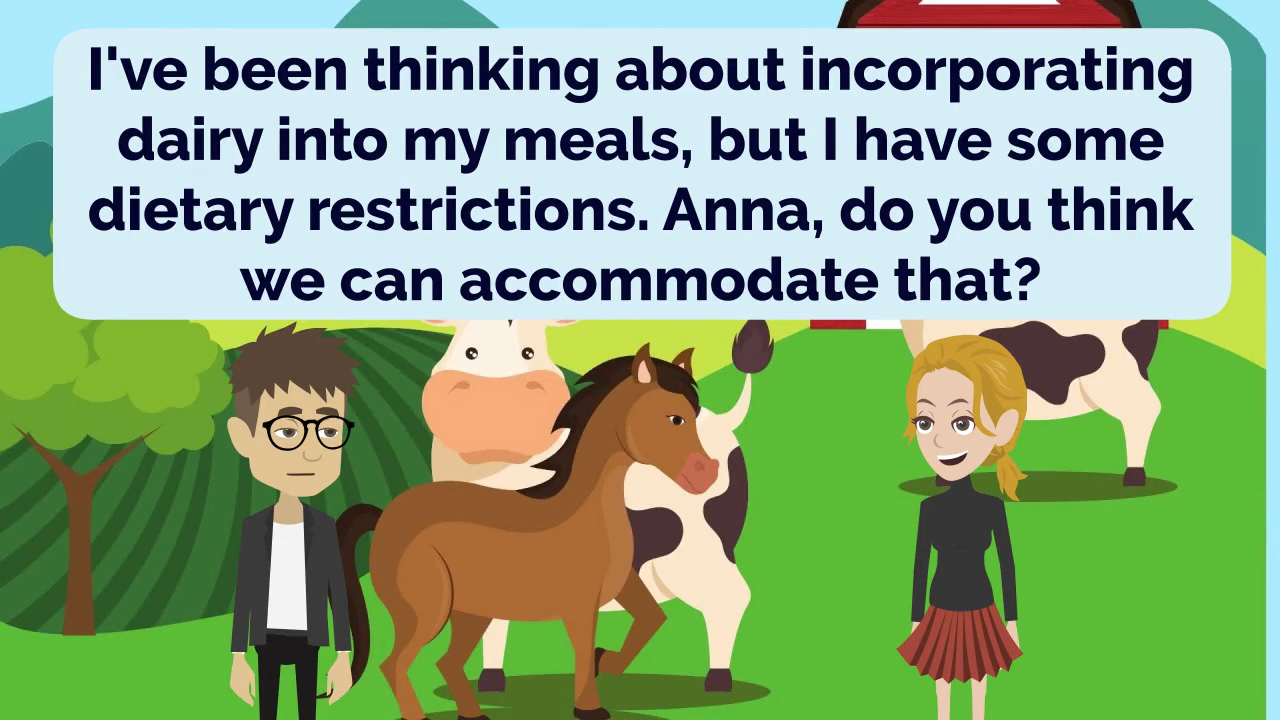 I've been thinking about incorporating
dairy into my meals, but I have some
dietary restrictions. Anna, do you think
we can accommodate that?